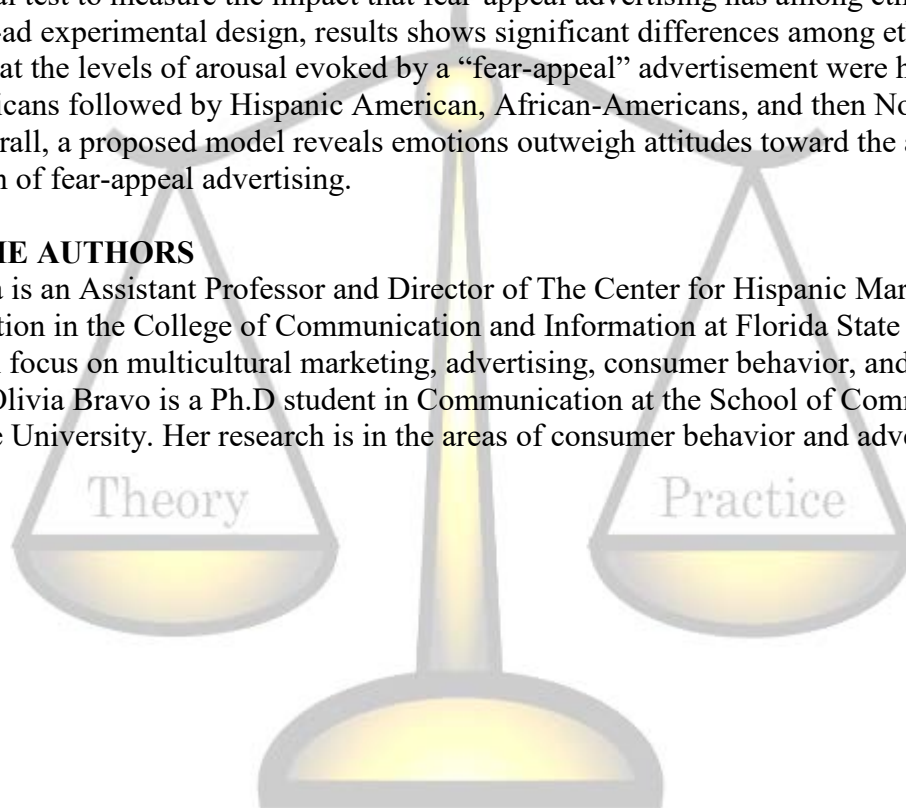 al test to measure the impact that fear-appeal advertising has among eth
-ad experimental design, results shows significant differences among et
at the levels of arousal evoked by a “fear-appeal” advertisement were h
icans followed by Hispanic American, African-Americans, and then No
rall, a proposed model reveals emotions outweigh attitudes toward the a
n of fear-appeal advertising.
HE AUTHORS
is an Assistant Professor and Director of The Center for Hispanic Mar
tion in the College of Communication and Information at Florida State
focus on multicultural marketing, advertising, consumer behavior, and
Olivia Bravo is a Ph.D student in Communication at the School of Com
e University. Her research is in the areas of consumer behavior and adve
Theory
Practice